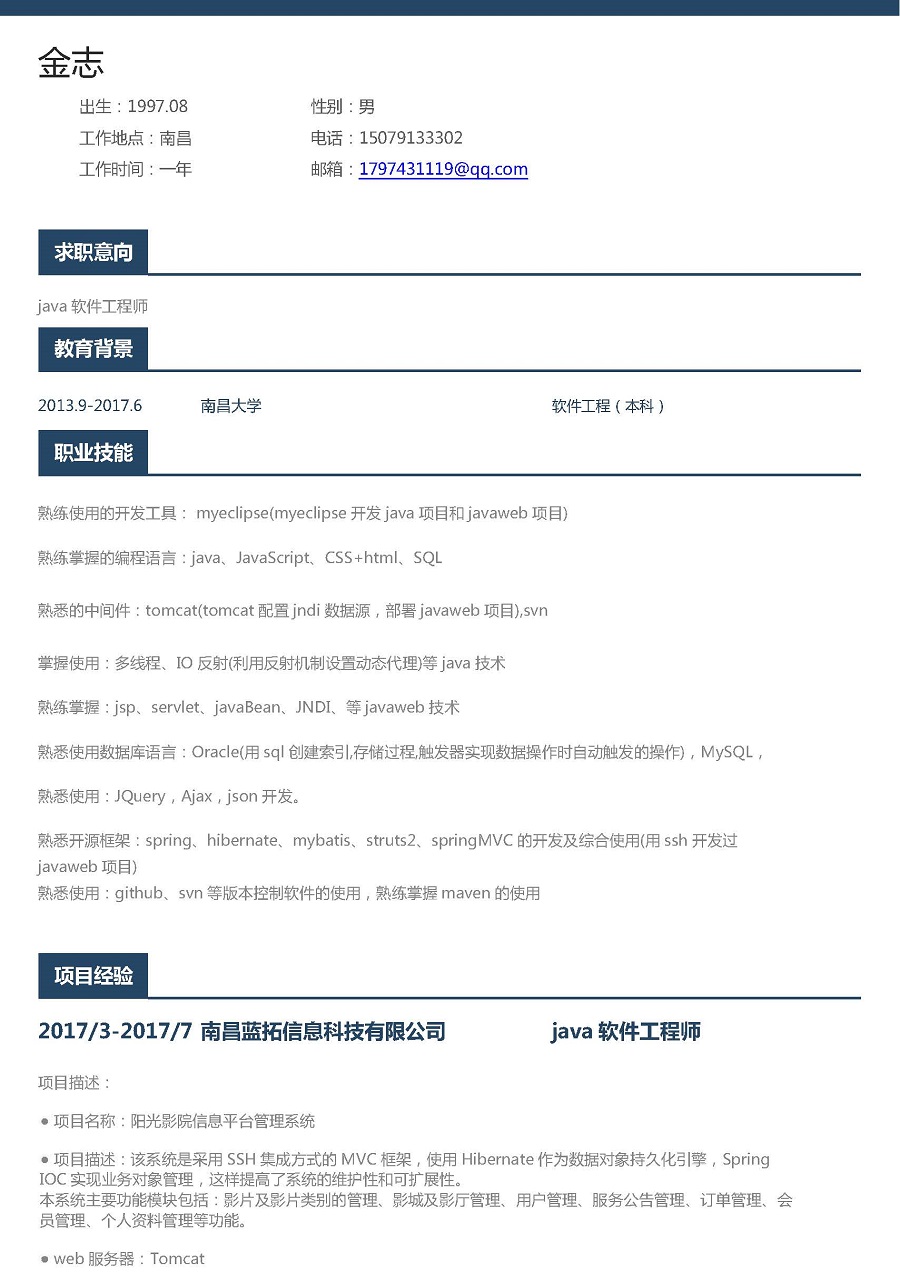 金志
出生：1997.08 性别：男
工作地点：南昌 电话：15079133302
工作时间：一年 邮箱：1797431119@qq.com
求职意向
java 软件工程师
教育背景
2013.9-2017.6 南昌大学 软件工程（本科）
职业技能
熟练使用的开发工具： myeclipse(myeclipse 开发 java 项目和 javaweb 项目)
熟练掌握的编程语言：java、JavaScript、CSS+html、SQL
熟悉的中间件：tomcat(tomcat 配置 jndi 数据源，部署 javaweb 项目),svn
掌握使用：多线程、IO 反射(利用反射机制设置动态代理)等 java 技术
熟练掌握：jsp、servlet、javaBean、JNDI、等 javaweb 技术
熟悉使用数据库语言：Oracle(用 sql 创建索引,存储过程,触发器实现数据操作时自动触发的操作)，MySQL，
熟悉使用：JQuery，Ajax，json 开发。
熟悉开源框架：spring、hibernate、mybatis、struts2、springMVC 的开发及综合使用(用 ssh 开发过
javaweb 项目)
熟悉使用：github、svn 等版本控制软件的使用，熟练掌握 maven 的使用
项目经验
2017/3-2017/7 南昌蓝拓信息科技有限公司 java 软件工程师
项目描述：
● 项目名称：阳光影院信息平台管理系统
● 项目描述：该系统是采用 SSH 集成方式的 MVC 框架，使用 Hibernate 作为数据对象持久化引擎，Spring
IOC 实现业务对象管理，这样提高了系统的维护性和可扩展性。
本系统主要功能模块包括：影片及影片类别的管理、影城及影厅管理、用户管理、服务公告管理、订单管理、会
员管理、个人资料管理等功能。
● web 服务器：Tomcat